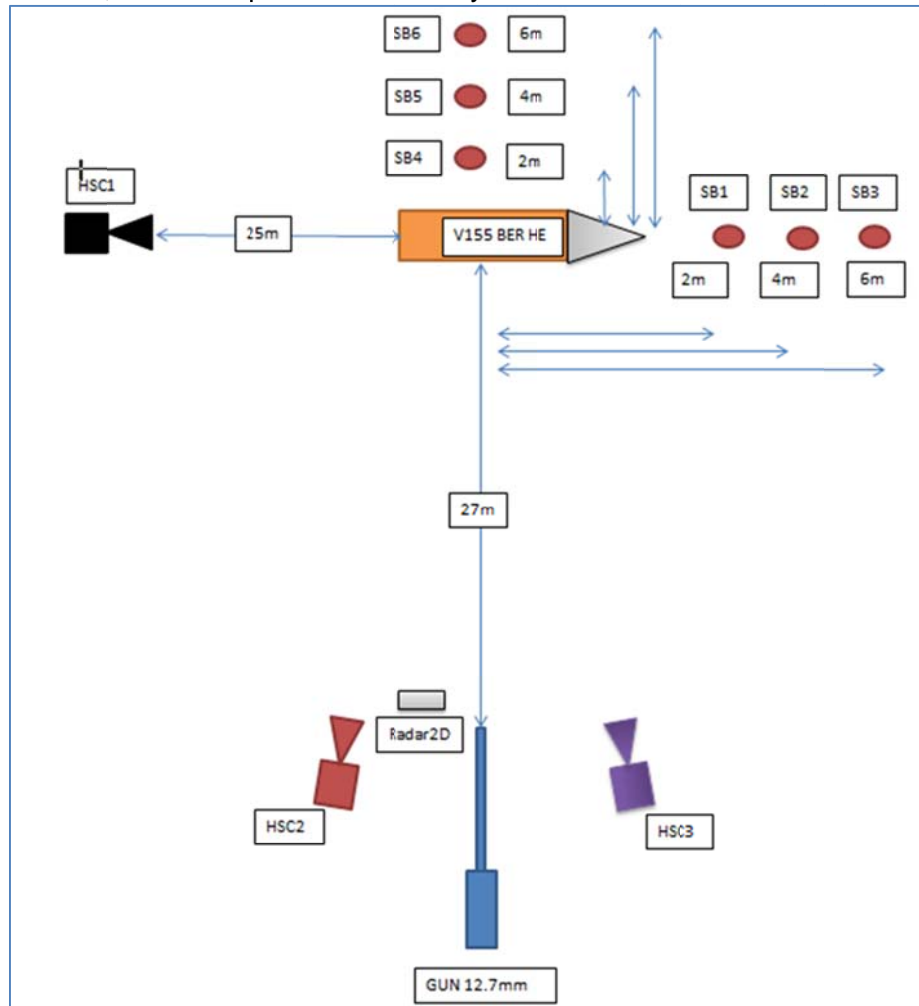 SB6
6m
SB5
4m
SB4
2m
HSC1
25m
V155 BER HE
SB1
SB2
SB3
2m
4m
6m
27m
Radar2D
HSC2
HSC3
GUN 12.7mm